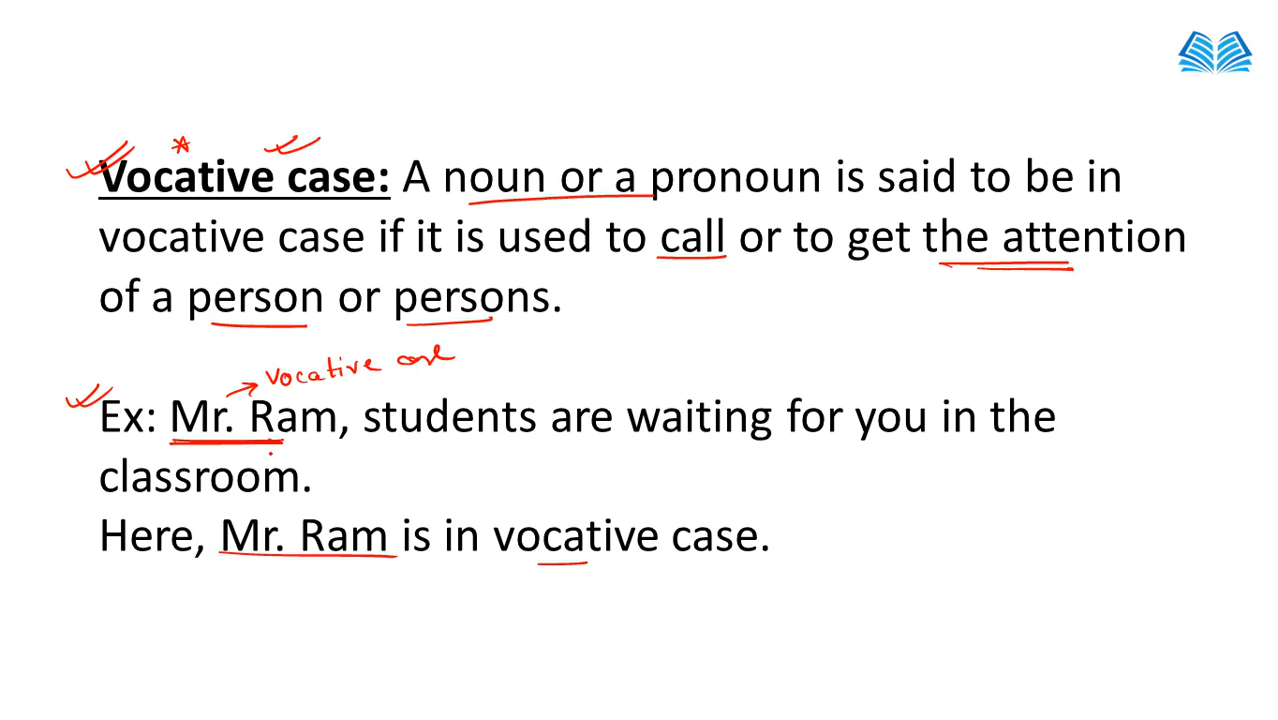 Vocative case: A noun or a pronoun is said to be in
vocative case if it is used to call or to get the attention
of a person or persons.
vocative case
Ex: Mr. Ram, students are waiting for you in the
classroom.
Here, Mr. Ram is in vocative case.